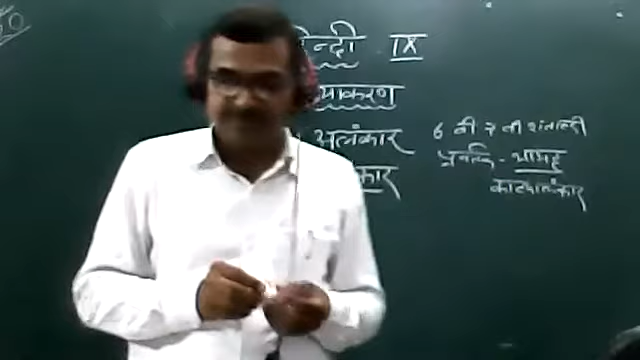 हिन्दी . IX
व्याकरण
अलंकार
6 वी 7 वी शताब्दी
प्रवर्तक - भामह
काव्यालंकार